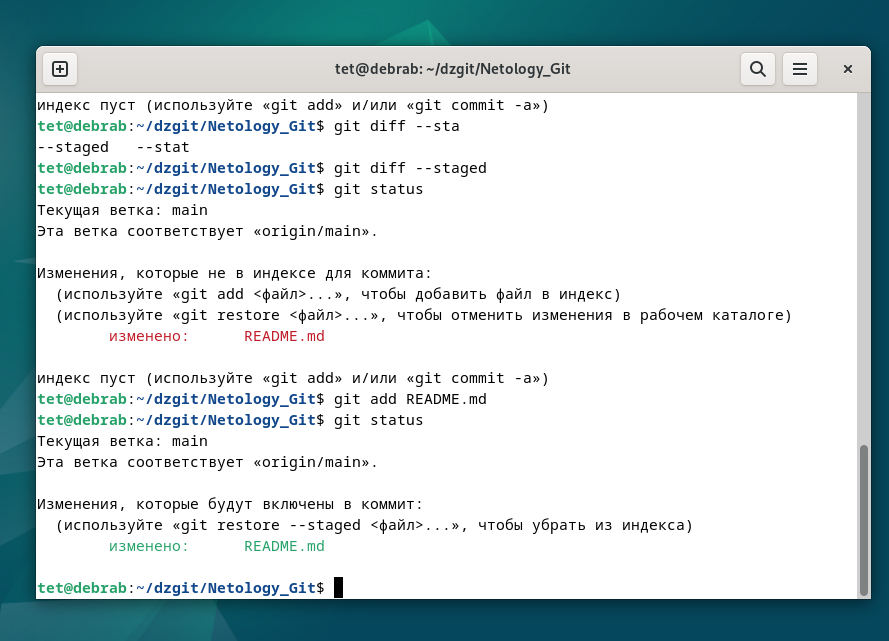 tet@debrab: ~/dzgit/Netology_Git
индекс пуст (используйте «git add» и/или «git commit -a»)
tet@debrab:~/dzgit/Netology_Git$ git diff --sta
--staged   --stat
tet@debrab:~/dzgit/Netology_Git$ git diff --staged
tet@debrab:~/dzgit/Netology_Git$ git status
Текущая ветка: main
Эта ветка соответствует «origin/main».
Изменения, которые не в индексе для коммита:
  (используйте «git add <файл>...», чтобы добавить файл в индекс)
  (используйте «git restore <файл>...», чтобы отменить изменения в рабочем каталоге)
        изменено:      README.md
индекс пуст (используйте «git add» и/или «git commit -a»)
tet@debrab:~/dzgit/Netology_Git$ git add README.md
tet@debrab:~/dzgit/Netology_Git$ git status
Текущая ветка: main
Эта ветка соответствует «origin/main».
Изменения, которые будут включены в коммит:
  (используйте «git restore --staged <файл>...», чтобы убрать из индекса)
        изменено:      README.md
tet@debrab:~/dzgit/Netology_Git$